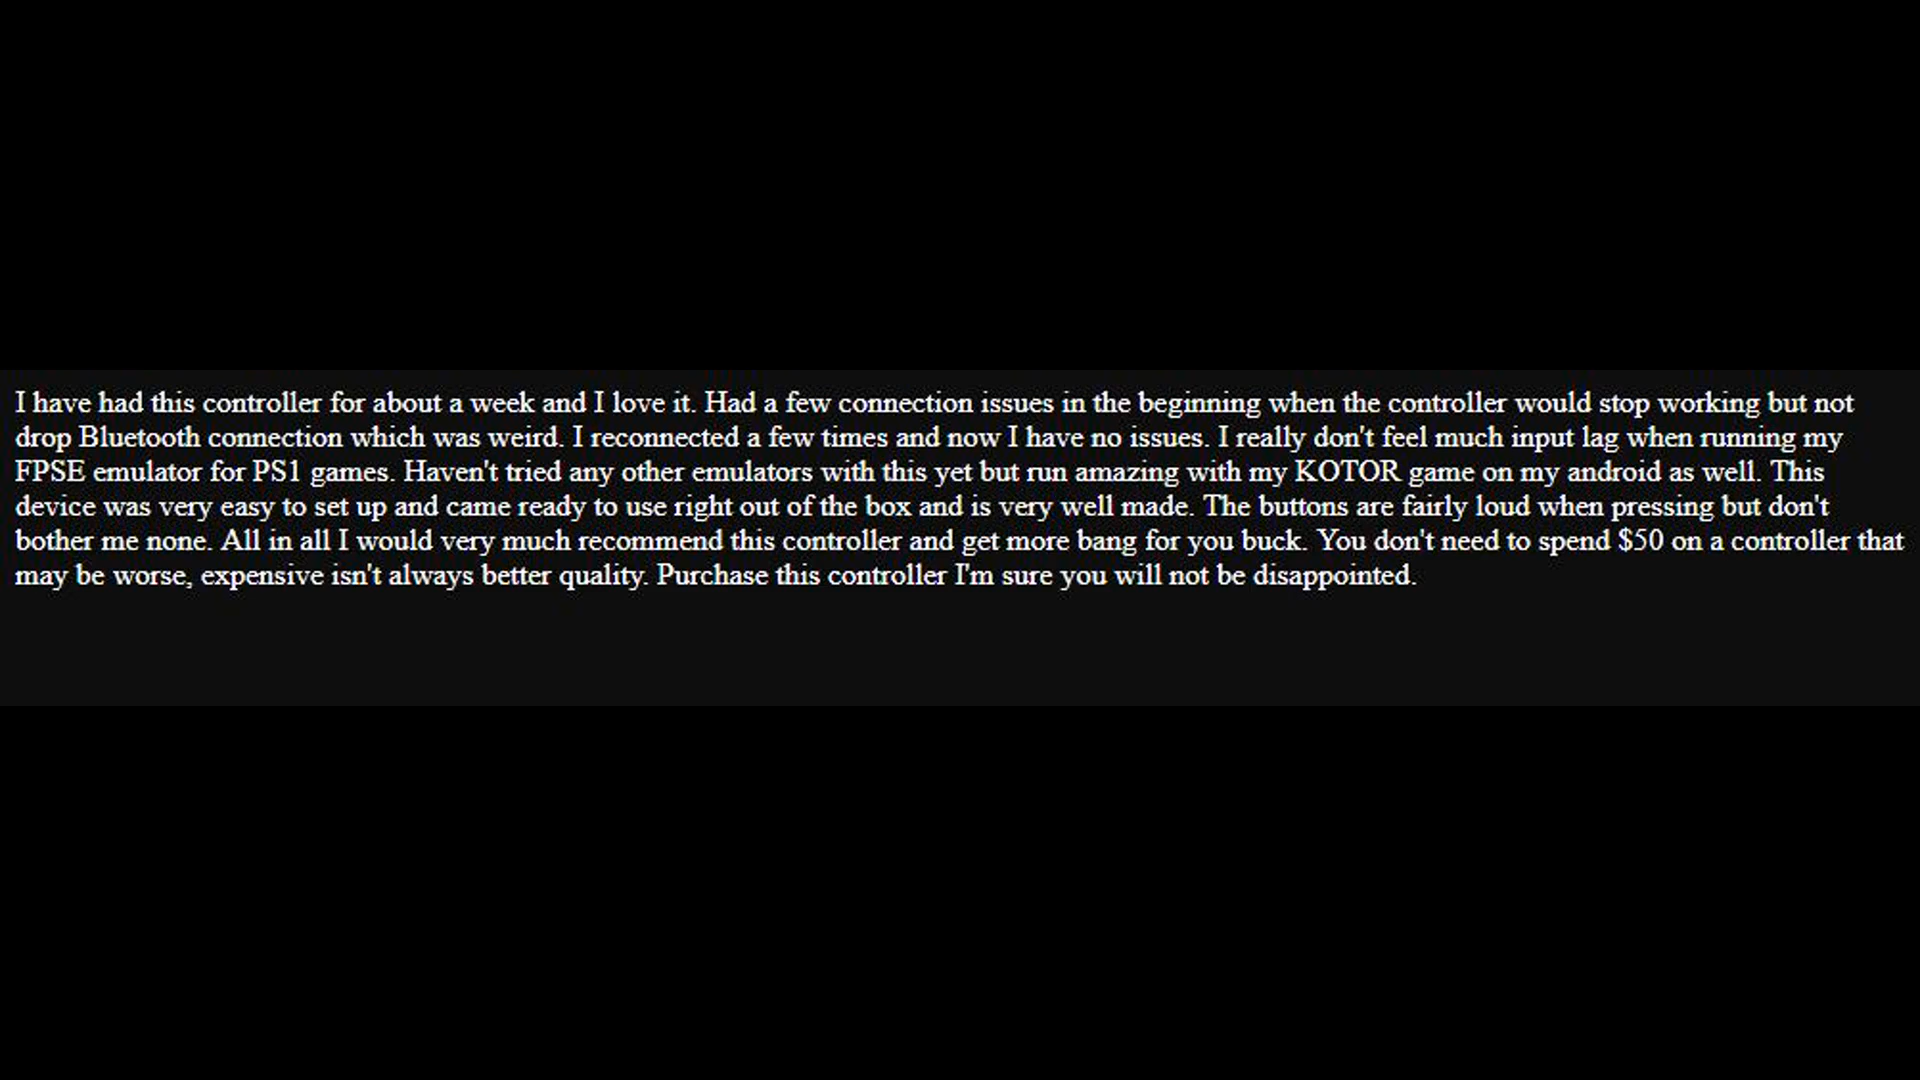 I have had this controller for about a week and I love it. Had a few connection issues in the beginning when the controller would stop working but not
drop Bluetooth connection which was weird. I reconnected a few times and now I have no issues. I really don't feel much input lag when running my
FPSE emulator for PS1 games. Haven't tried any other emulators with this yet but run amazing with my KOTOR game on my android as well. This
device was very easy to set up and came ready to use right out of the box and is very well made. The buttons are fairly loud when pressing but don't
bother me none. All in all I would very much recommend this controller and get more bang for you buck. You don't need to spend $50 on a controller that
may be worse, expensive isn't always better quality. Purchase this controller I'm sure you will not be disappointed.